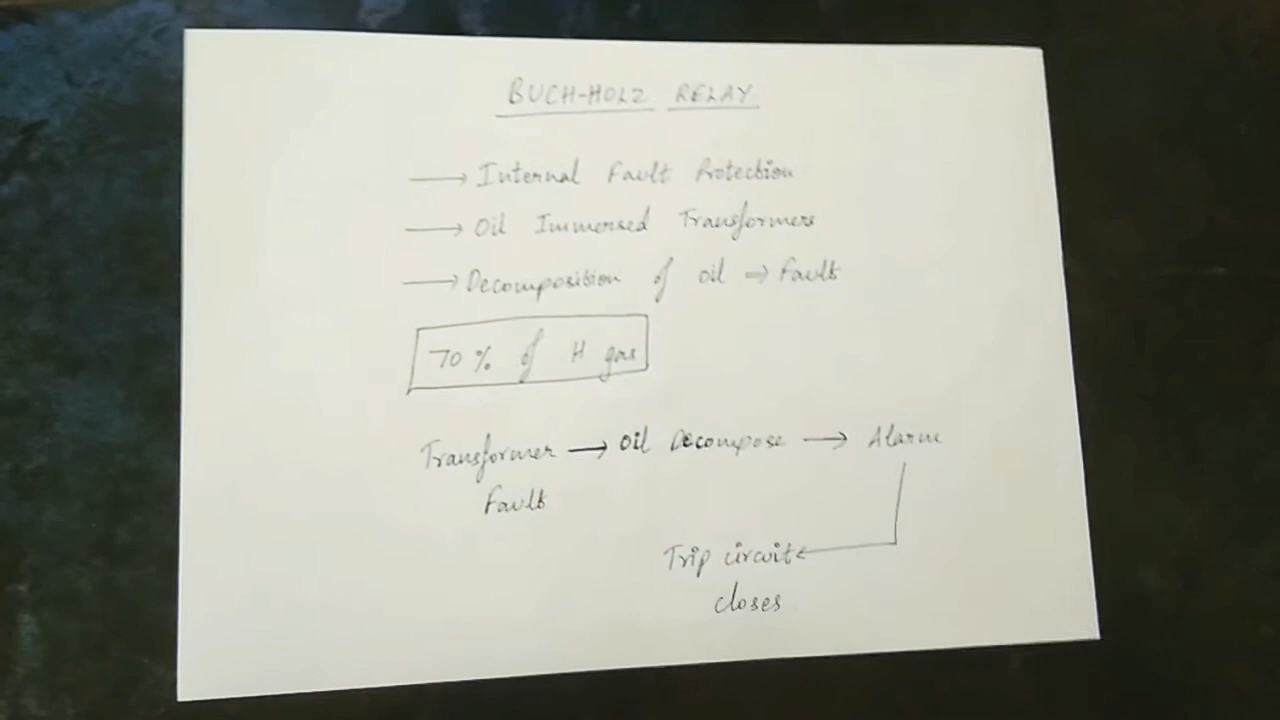 BUCH-HOLZ RELAY
→ Internal Fault Protection
→ Oil Immersed Transformers
→ Decomposition of oil ⇒ Fault
70% of H gas
Transformer → Oil Decompose → Alarm
Fault
Trip circuit ←
closes